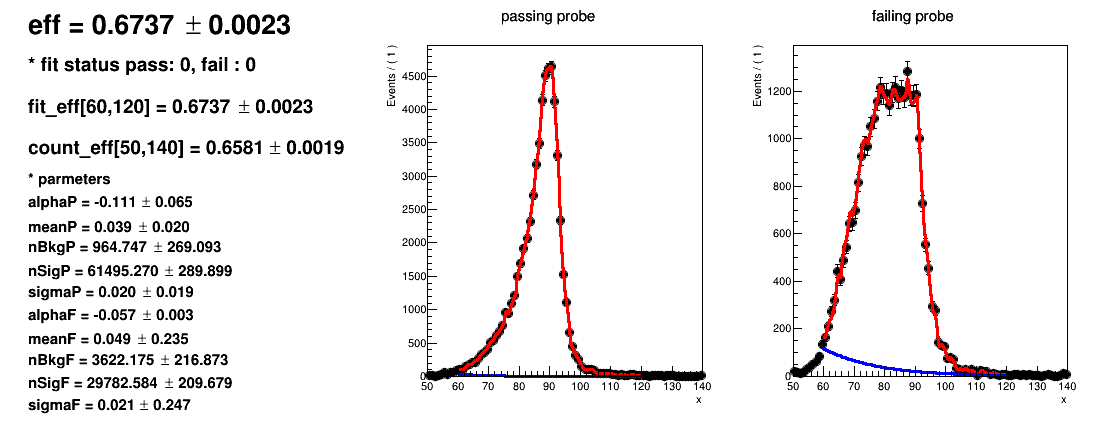 eff = 0.6737 ± 0.0023
* fit status pass: 0, fail : 0
fit_eff[60,120] = 0.6737 ± 0.0023
count_eff[50,140] = 0.6581 ± 0.0019
* parmeters
alphaP = -0.111 ± 0.065
meanP = 0.039 ± 0.020
nBkgP = 964.747 ± 269.093
nSigP = 61495.270 ± 289.899
sigmaP = 0.020 ± 0.019
alphaF = -0.057 ± 0.003
meanF = 0.049 ± 0.235
nBkgF = 3622.175 ± 216.873
nSigF = 29782.584 ± 209.679
sigmaF = 0.021 ± 0.247
passing probe
Events / ( 1 )
4500
4000
3500
3000
2500
2000
1500
1000
500
0
50 60 70 80 90 100 110 120 130 140
x
failing probe
Events / ( 1 )
1200
1000
800
600
400
200
0
50 60 70 80 90 100 110 120 130 140
x